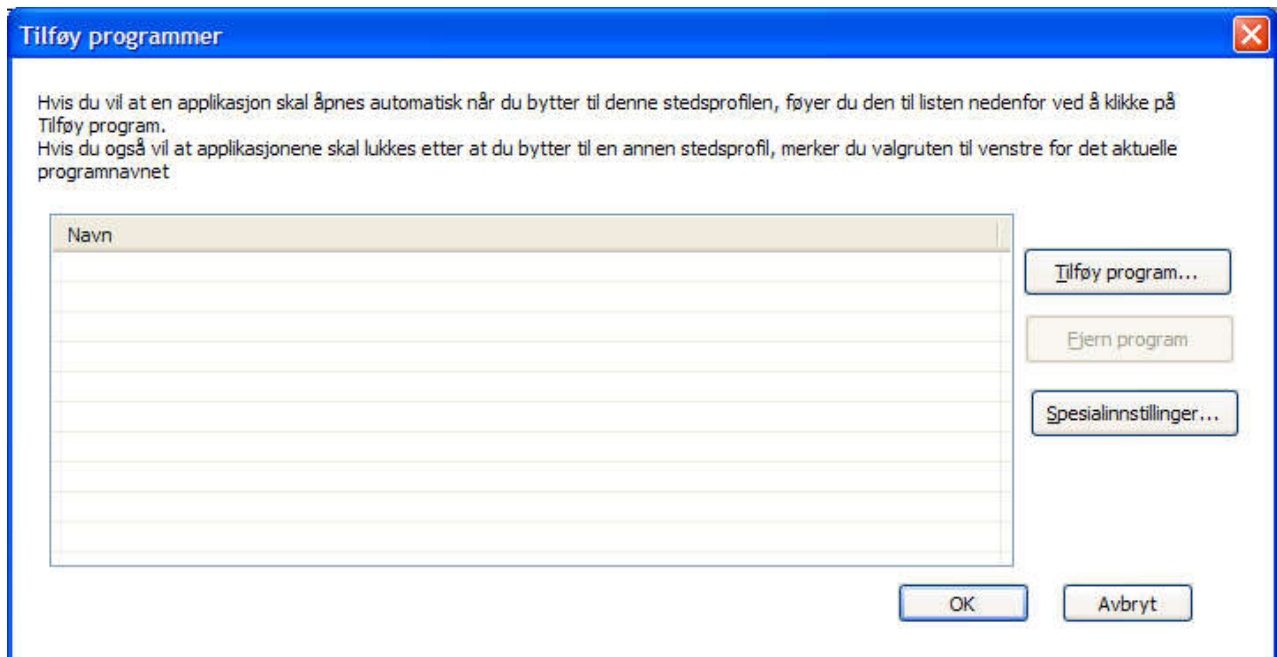 Tilføy programmer
Hvis du vil at en applikasjon skal åpnes automatisk når du bytter til denne stedsprofilen, føyer du den til listen nedenfor ved å klikke på
Tilføy program.
Hvis du også vil at applikasjonene skal lukkes etter at du bytter til en annen stedsprofil, merker du valgruten til venstre for det aktuelle
programnavnet
Navn
Tilføy program...
Fjern program
Spesialinnstillinger...
OK
Avbryt